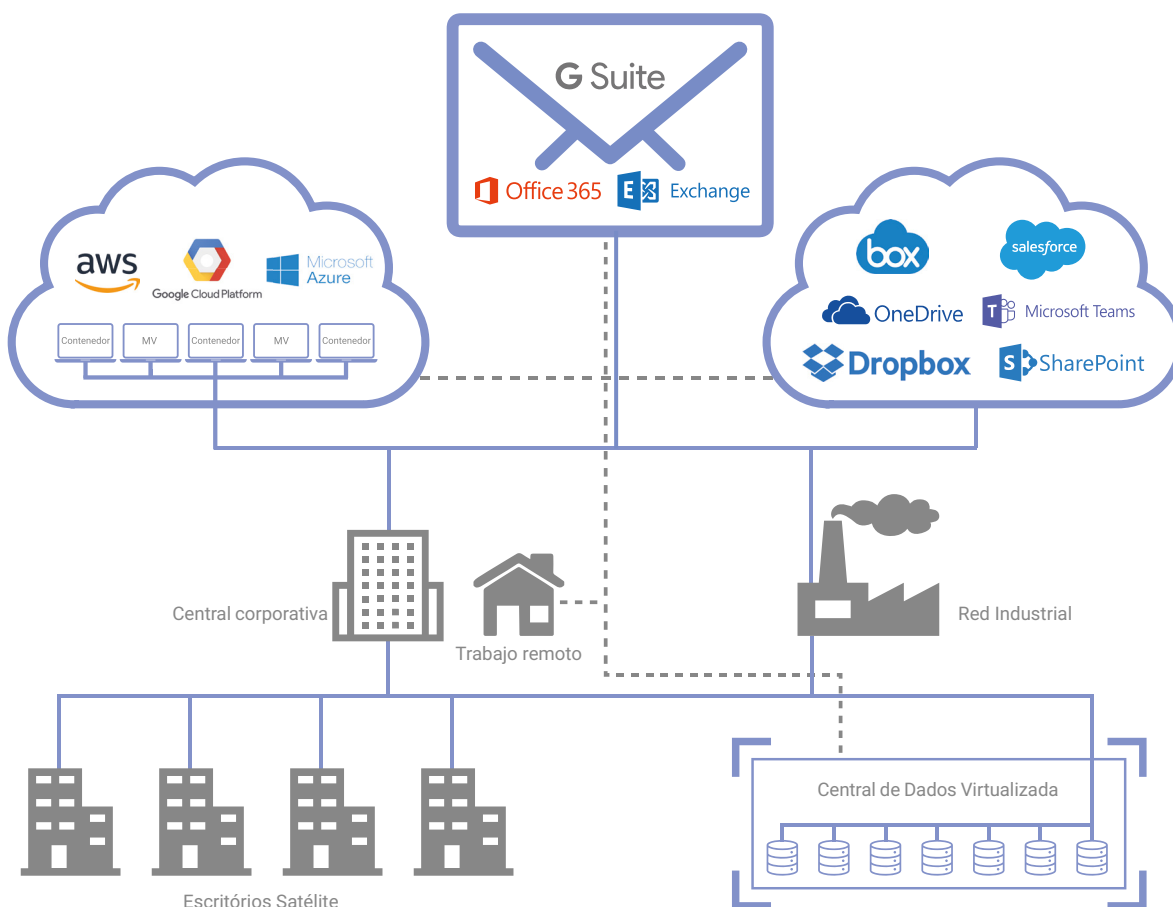 G Suite
Office 365
E
Exchange
aws
Google Cloud Platform
Microsoft
Azure
Contenedor
MV
Contenedor
MV
Contenedor
box
salesforce
OneDrive
T
Microsoft Teams
Dropbox
S
SharePoint
Central corporativa
Trabajo remoto
Red Industrial
Central de Dados Virtualizada
Escritórios Satélite